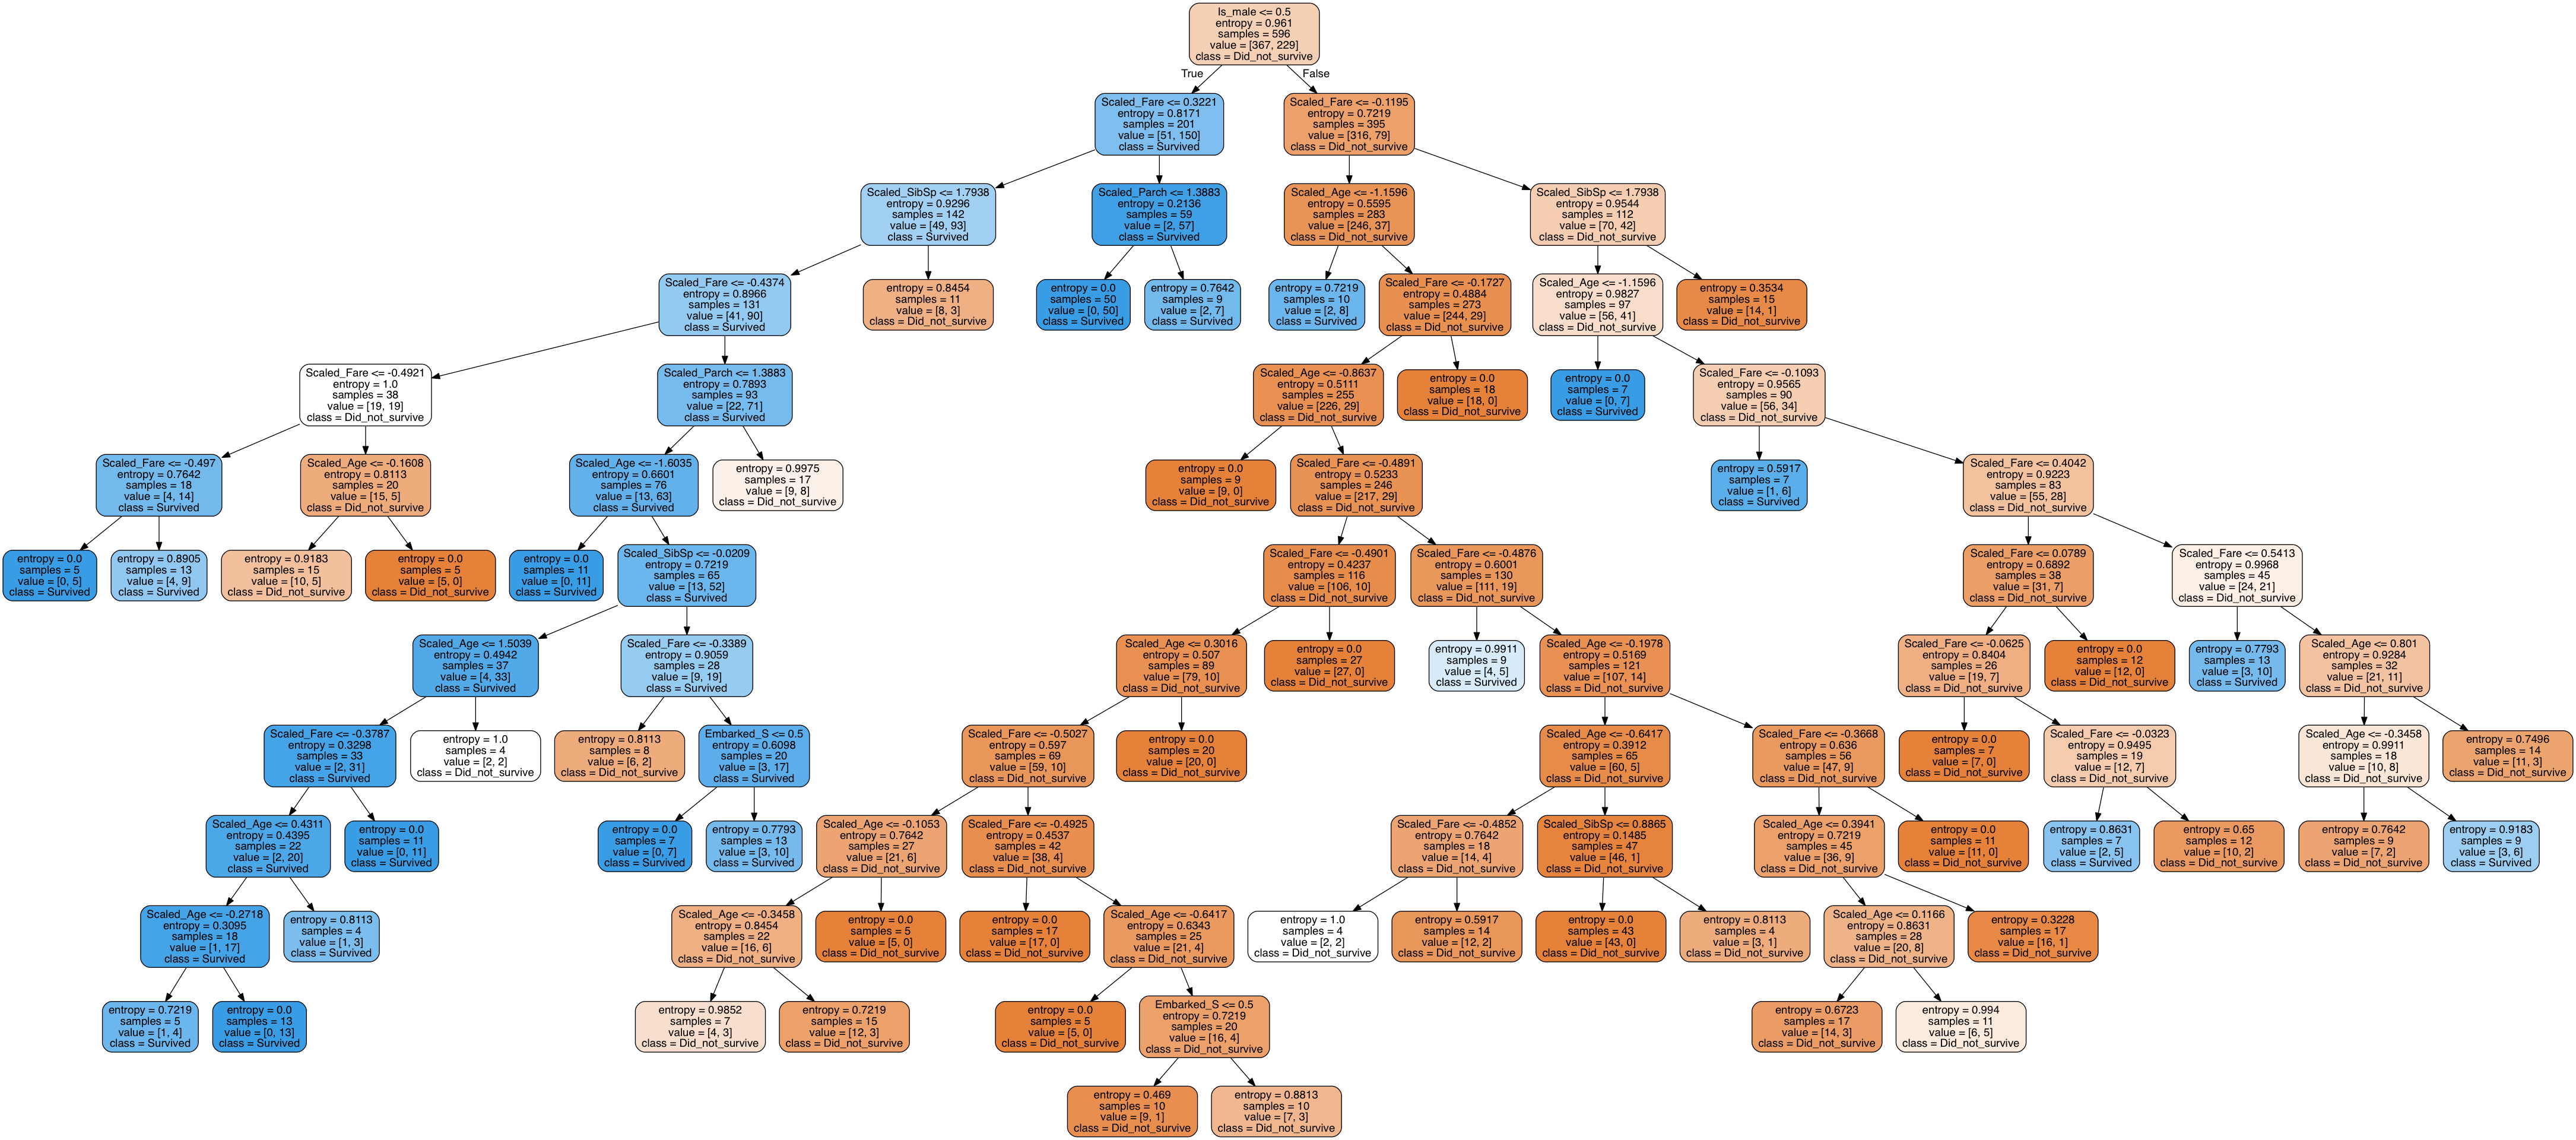 Is_male <= 0.5
entropy = 0.961
samples = 596
value = [367, 229]
class = Did_not_survive
True
False
Scaled_Fare <= 0.3221
entropy = 0.8171
samples = 201
value = [51, 150]
class = Survived
Scaled_Fare <= -0.1195
entropy = 0.7219
samples = 395
value = [316, 79]
class = Did_not_survive
Scaled_SibSp <= 1.7938
entropy = 0.9296
samples = 142
value = [49, 93]
class = Survived
Scaled_Parch <= 1.3883
entropy = 0.2136
samples = 59
value = [2, 57]
class = Survived
Scaled_Age <= -1.1596
entropy = 0.5595
samples = 283
value = [246, 37]
class = Did_not_survive
Scaled_SibSp <= 1.7938
entropy = 0.9544
samples = 112
value = [70, 42]
class = Did_not_survive
Scaled_Fare <= -0.4374
entropy = 0.8966
samples = 131
value = [41, 90]
class = Survived
entropy = 0.8454
samples = 11
value = [8, 3]
class = Did_not_survive
entropy = 0.0
samples = 50
value = [0, 50]
class = Survived
entropy = 0.7642
samples = 9
value = [2, 7]
class = Survived
entropy = 0.7219
samples = 10
value = [2, 8]
class = Survived
Scaled_Fare <= -0.1727
entropy = 0.4884
samples = 273
value = [244, 29]
class = Did_not_survive
Scaled_Age <= -1.1596
entropy = 0.9827
samples = 97
value = [56, 41]
class = Did_not_survive
entropy = 0.3534
samples = 15
value = [14, 1]
class = Did_not_survive
Scaled_Fare <= -0.4921
entropy = 1.0
samples = 38
value = [19, 19]
class = Did_not_survive
Scaled_Parch <= 1.3883
entropy = 0.7893
samples = 93
value = [22, 71]
class = Survived
Scaled_Age <= -0.8637
entropy = 0.5111
samples = 255
value = [226, 29]
class = Did_not_survive
entropy = 0.0
samples = 18
value = [18, 0]
class = Did_not_survive
entropy = 0.0
samples = 7
value = [0, 7]
class = Survived
Scaled_Fare <= -0.1093
entropy = 0.9565
samples = 90
value = [56, 34]
class = Did_not_survive
Scaled_Fare <= -0.497
entropy = 0.7642
samples = 18
value = [4, 14]
class = Survived
Scaled_Age <= -0.1608
entropy = 0.8113
samples = 20
value = [15, 5]
class = Did_not_survive
Scaled_Age <= -1.6035
entropy = 0.6601
samples = 76
value = [13, 63]
class = Survived
entropy = 0.9975
samples = 17
value = [9, 8]
class = Did_not_survive
entropy = 0.0
samples = 9
value = [9, 0]
class = Did_not_survive
Scaled_Fare <= -0.4891
entropy = 0.5233
samples = 246
value = [217, 29]
class = Did_not_survive
entropy = 0.5917
samples = 7
value = [1, 6]
class = Survived
Scaled_Fare <= 0.4042
entropy = 0.9223
samples = 83
value = [55, 28]
class = Did_not_survive
entropy = 0.0
samples = 5
value = [0, 5]
class = Survived
entropy = 0.8905
samples = 13
value = [4, 9]
class = Survived
entropy = 0.9183
samples = 15
value = [10, 5]
class = Did_not_survive
entropy = 0.0
samples = 5
value = [5, 0]
class = Did_not_survive
entropy = 0.0
samples = 11
value = [0, 11]
class = Survived
Scaled_SibSp <= -0.0209
entropy = 0.7219
samples = 65
value = [13, 52]
class = Survived
Scaled_Fare <= -0.4901
entropy = 0.4237
samples = 116
value = [106, 10]
class = Did_not_survive
Scaled_Fare <= -0.4876
entropy = 0.6001
samples = 130
value = [111, 19]
class = Did_not_survive
Scaled_Fare <= 0.0789
entropy = 0.6892
samples = 38
value = [31, 7]
class = Did_not_survive
Scaled_Fare <= 0.5413
entropy = 0.9968
samples = 45
value = [24, 21]
class = Did_not_survive
Scaled_Age <= 1.5039
entropy = 0.4942
samples = 37
value = [4, 33]
class = Survived
Scaled_Fare <= -0.3389
entropy = 0.9059
samples = 28
value = [9, 19]
class = Survived
Scaled_Age <= 0.3016
entropy = 0.507
samples = 89
value = [79, 10]
class = Did_not_survive
entropy = 0.0
samples = 27
value = [27, 0]
class = Did_not_survive
entropy = 0.9911
samples = 9
value = [4, 5]
class = Survived
Scaled_Age <= -0.1978
entropy = 0.5169
samples = 121
value = [107, 14]
class = Did_not_survive
Scaled_Fare <= -0.0625
entropy = 0.8404
samples = 26
value = [19, 7]
class = Did_not_survive
entropy = 0.0
samples = 12
value = [12, 0]
class = Did_not_survive
entropy = 0.7793
samples = 13
value = [3, 10]
class = Survived
Scaled_Age <= 0.801
entropy = 0.9284
samples = 32
value = [21, 11]
class = Did_not_survive
Scaled_Fare <= -0.3787
entropy = 0.3298
samples = 33
value = [2, 31]
class = Survived
entropy = 1.0
samples = 4
value = [2, 2]
class = Did_not_survive
entropy = 0.8113
samples = 8
value = [6, 2]
class = Did_not_survive
Embarked_S <= 0.5
entropy = 0.6098
samples = 20
value = [3, 17]
class = Survived
Scaled_Fare <= -0.5027
entropy = 0.597
samples = 69
value = [59, 10]
class = Did_not_survive
entropy = 0.0
samples = 20
value = [20, 0]
class = Did_not_survive
Scaled_Age <= -0.6417
entropy = 0.3912
samples = 65
value = [60, 5]
class = Did_not_survive
Scaled_Fare <= -0.3668
entropy = 0.636
samples = 56
value = [47, 9]
class = Did_not_survive
entropy = 0.0
samples = 7
value = [7, 0]
class = Did_not_survive
Scaled_Fare <= -0.0323
entropy = 0.9495
samples = 19
value = [12, 7]
class = Did_not_survive
Scaled_Age <= -0.3458
entropy = 0.9911
samples = 18
value = [10, 8]
class = Did_not_survive
entropy = 0.7496
samples = 14
value = [11, 3]
class = Did_not_survive
Scaled_Age <= 0.4311
entropy = 0.4395
samples = 22
value = [2, 20]
class = Survived
entropy = 0.0
samples = 11
value = [0, 11]
class = Survived
entropy = 0.0
samples = 7
value = [0, 7]
class = Survived
entropy = 0.7793
samples = 13
value = [3, 10]
class = Survived
Scaled_Age <= -0.1053
entropy = 0.7642
samples = 27
value = [21, 6]
class = Did_not_survive
Scaled_Fare <= -0.4925
entropy = 0.4537
samples = 42
value = [38, 4]
class = Did_not_survive
Scaled_Fare <= -0.4852
entropy = 0.7642
samples = 18
value = [14, 4]
class = Did_not_survive
Scaled_SibSp <= 0.8865
entropy = 0.1485
samples = 47
value = [46, 1]
class = Did_not_survive
Scaled_Age <= 0.3941
entropy = 0.7219
samples = 45
value = [36, 9]
class = Did_not_survive
entropy = 0.0
samples = 11
value = [11, 0]
class = Did_not_survive
entropy = 0.8631
samples = 7
value = [2, 5]
class = Survived
entropy = 0.65
samples = 12
value = [10, 2]
class = Did_not_survive
entropy = 0.7642
samples = 9
value = [7, 2]
class = Did_not_survive
entropy = 0.9183
samples = 9
value = [3, 6]
class = Survived
Scaled_Age <= -0.2718
entropy = 0.3095
samples = 18
value = [1, 17]
class = Survived
entropy = 0.8113
samples = 4
value = [1, 3]
class = Survived
Scaled_Age <= -0.3458
entropy = 0.8454
samples = 22
value = [16, 6]
class = Did_not_survive
entropy = 0.0
samples = 5
value = [5, 0]
class = Did_not_survive
entropy = 0.0
samples = 17
value = [17, 0]
class = Did_not_survive
Scaled_Age <= -0.6417
entropy = 0.6343
samples = 25
value = [21, 4]
class = Did_not_survive
entropy = 1.0
samples = 4
value = [2, 2]
class = Did_not_survive
entropy = 0.5917
samples = 14
value = [12, 2]
class = Did_not_survive
entropy = 0.0
samples = 43
value = [43, 0]
class = Did_not_survive
entropy = 0.8113
samples = 4
value = [3, 1]
class = Did_not_survive
Scaled_Age <= 0.1166
entropy = 0.8631
samples = 28
value = [20, 8]
class = Did_not_survive
entropy = 0.3228
samples = 17
value = [16, 1]
class = Did_not_survive
entropy = 0.7219
samples = 5
value = [1, 4]
class = Survived
entropy = 0.0
samples = 13
value = [0, 13]
class = Survived
entropy = 0.9852
samples = 7
value = [4, 3]
class = Did_not_survive
entropy = 0.7219
samples = 15
value = [12, 3]
class = Did_not_survive
entropy = 0.0
samples = 5
value = [5, 0]
class = Did_not_survive
Embarked_S <= 0.5
entropy = 0.7219
samples = 20
value = [16, 4]
class = Did_not_survive
entropy = 0.6723
samples = 17
value = [14, 3]
class = Did_not_survive
entropy = 0.994
samples = 11
value = [6, 5]
class = Did_not_survive
entropy = 0.469
samples = 10
value = [9, 1]
class = Did_not_survive
entropy = 0.8813
samples = 10
value = [7, 3]
class = Did_not_survive